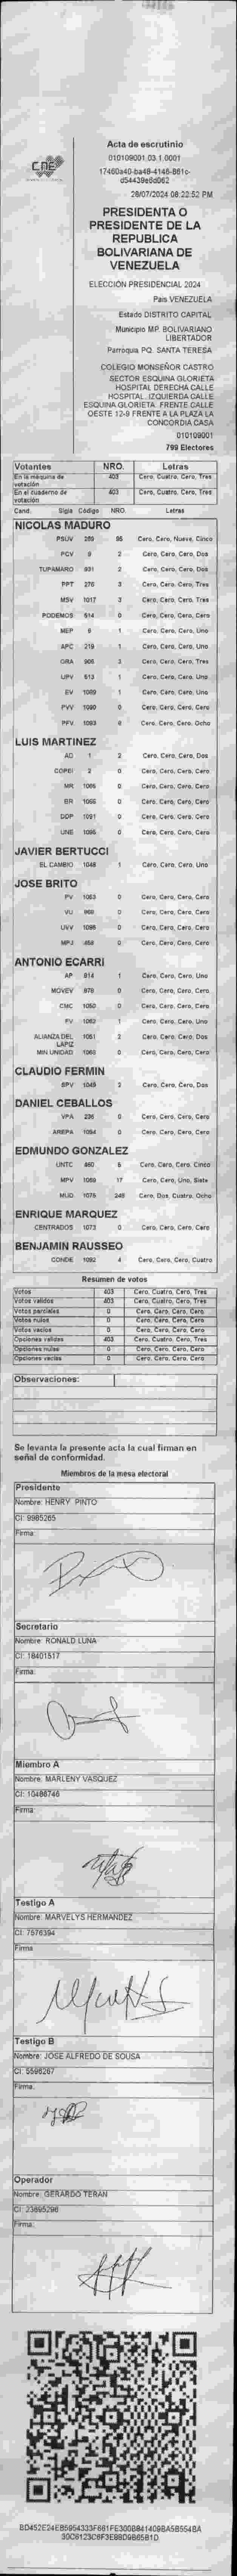 CNE
Acta de escrutinio
010109001.03.1.0001
17460a40-ba48-4146-861c-
d54439e6d062
28/07/2024 08:22:52 PM
PRESIDENTA O
PRESIDENTE DE LA
REPUBLICA
BOLIVARIANA DE
VENEZUELA
ELECCIÓN PRESIDENCIAL 2024
País VENEZUELA
Estado DISTRITO CAPITAL
Municipio MP. BOLIVARIANO
LIBERTADOR
Parroquia PQ. SANTA TERESA
COLEGIO MONSEÑOR CASTRO
SECTOR ESQUINA GLORIETA
HOSPITAL DERECHA CALLE
HOSPITAL. IZQUIERDA CALLE
ESQUINA GLORIETA. FRENTE CALLE
OESTE 12-9 FRENTE A LA PLAZA LA
CONCORDIA CASA
010109001
799 Electores
Votantes NRO. Letras
En la máquina de votación 403 Cero, Cuatro, Cero, Tres
En el cuaderno de votación 403 Cero, Cuatro, Cero, Tres
Cand. Sigla Código NRO. Letras
NICOLAS MADURO
PSUV 269 95 Cero, Cero, Nueve, Cinco
PCV 9 2 Cero, Cero, Cero, Dos
TUPAMARO 931 2 Cero, Cero, Cero, Dos
PPT 276 3 Cero, Cero, Cero, Tres
MSV 1017 3 Cero, Cero, Cero, Tres
PODEMOS 514 0 Cero, Cero, Cero, Cero
MEP 8 1 Cero, Cero, Cero, Uno
APC 219 1 Cero, Cero, Cero, Uno
ORA 906 3 Cero, Cero, Cero, Tres
UPV 513 1 Cero, Cero, Cero, Uno
EV 1089 1 Cero, Cero, Cero, Uno
PVV 1090 0 Cero, Cero, Cero, Cero
PFV 1093 8 Cero, Cero, Cero, Ocho
LUIS MARTINEZ
AD 1 2 Cero, Cero, Cero, Dos
COPEI 2 0 Cero, Cero, Cero, Cero
MR 1005 0 Cero, Cero, Cero, Cero
BR 1066 0 Cero, Cero, Cero, Cero
DDP 1091 0 Cero, Cero, Cero, Cero
UNE 1095 0 Cero, Cero, Cero, Cero
JAVIER BERTUCCI
EL CAMBIO 1048 1 Cero, Cero, Cero, Uno
JOSE BRITO
PV 1053 0 Cero, Cero, Cero, Cero
VU 969 0 Cero, Cero, Cero, Cero
UVV 1098 0 Cero, Cero, Cero, Cero
MPJ 458 0 Cero, Cero, Cero, Cero
ANTONIO ECARRI
AP 914 1 Cero, Cero, Cero, Uno
MOVEV 979 0 Cero, Cero, Cero, Cero
CMC 1050 0 Cero, Cero, Cero, Cero
FV 1062 1 Cero, Cero, Cero, Uno
ALIANZA DEL LAPIZ 1051 2 Cero, Cero, Cero, Dos
MIN UNIDAD 1068 0 Cero, Cero, Cero, Cero
CLAUDIO FERMIN
SPV 1049 2 Cero, Cero, Cero, Dos
DANIEL CEBALLOS
VPA 236 0 Cero, Cero, Cero, Cero
AREPA 1094 0 Cero, Cero, Cero, Cero
EDMUNDO GONZALEZ
UNTC 860 5 Cero, Cero, Cero, Cinco
MPV 1069 17 Cero, Cero, Uno, Siete
MUD 1075 248 Cero, Dos, Cuatro, Ocho
ENRIQUE MARQUEZ
CENTRADOS 1073 0 Cero, Cero, Cero, Cero
BENJAMIN RAUSSEO
CONDE 1092 4 Cero, Cero, Cero, Cuatro
Resumen de votos
Votos 403 Cero, Cuatro, Cero, Tres
Votos validos 403 Cero, Cuatro, Cero, Tres
Votos parciales 0 Cero, Cero, Cero, Cero
Votos nulos 0 Cero, Cero, Cero, Cero
Votos vacíos 0 Cero, Cero, Cero, Cero
Opciones validas 403 Cero, Cuatro, Cero, Tres
Opciones nulas 0 Cero, Cero, Cero, Cero
Opciones vacías 0 Cero, Cero, Cero, Cero
Observaciones:
Se levanta la presente acta la cual firman en
señal de conformidad.
Miembros de la mesa electoral
Presidente
Nombre: HENRY PINTO
CI: 9965265
Firma:
Secretario
Nombre: RONALD LUNA
CI: 18401517
Firma:
Miembro A
Nombre: MARLENY VASQUEZ
CI: 10486746
Firma:
Testigo A
Nombre: MARVELYS HERMANDEZ
CI: 7576394
Firma
Testigo B
Nombre: JOSE ALFREDO DE SOUSA
CI: 5596267
Firma:
Operador
Nombre: GERARDO TERAN
CI: 23695296
Firma:
BD452E24EB5954333F661FE300B841409BA5B554BA
30C6123C6F3E88D9B65B1D